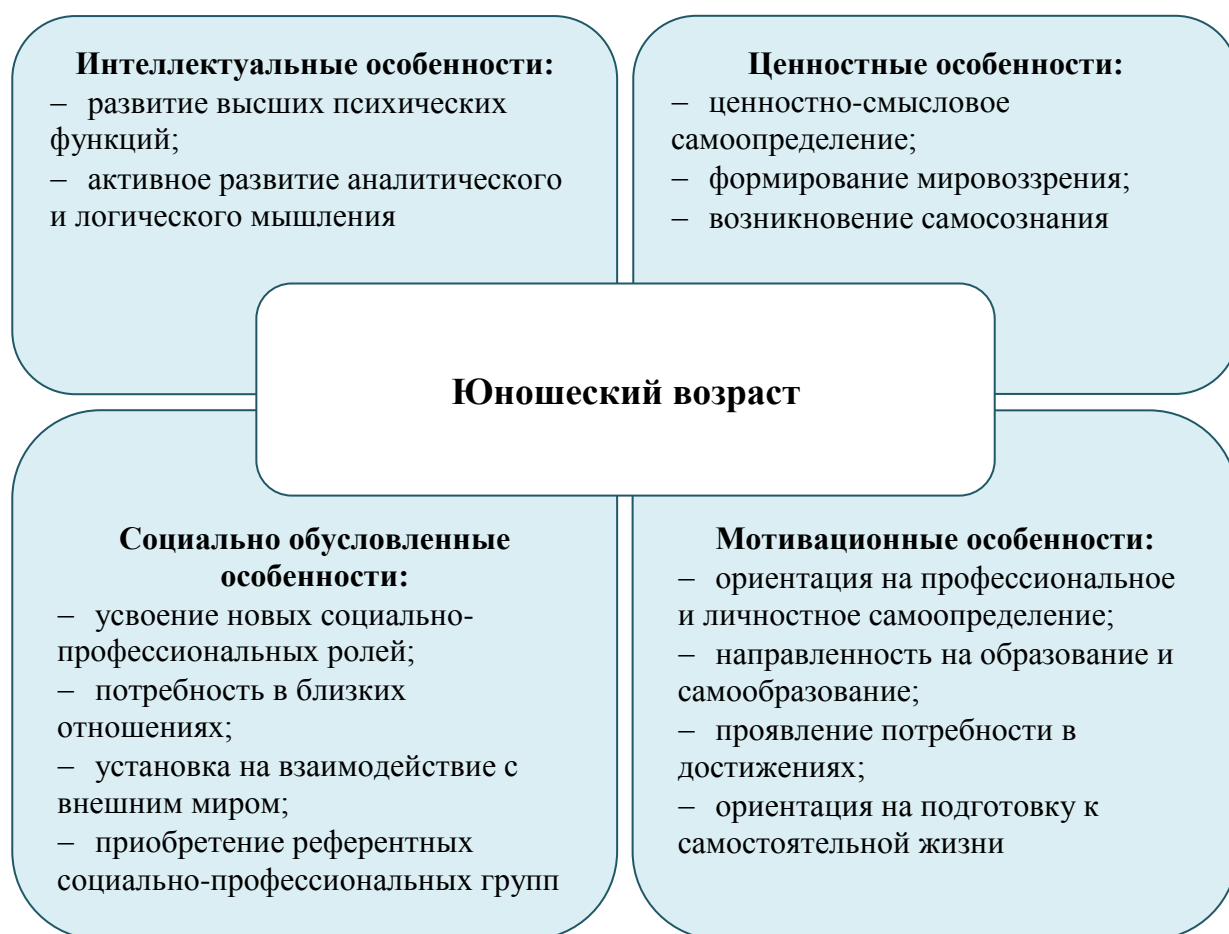 Интеллектуальные особенности:
– развитие высших психических
функций;
– активное развитие аналитического
и логического мышления
Ценностные особенности:
– ценностно-смысловое
самоопределение;
– формирование мировоззрения;
– возникновение самосознания
Юношеский возраст
Социально обусловленные
особенности:
– усвоение новых социально-
профессиональных ролей;
– потребность в близких
отношениях;
– установка на взаимодействие с
внешним миром;
– приобретение референтных
социально-профессиональных групп
Мотивационные особенности:
– ориентация на профессиональное
и личностное самоопределение;
– направленность на образование и
самообразование;
– проявление потребности в
достижениях;
– ориентация на подготовку к
самостоятельной жизни